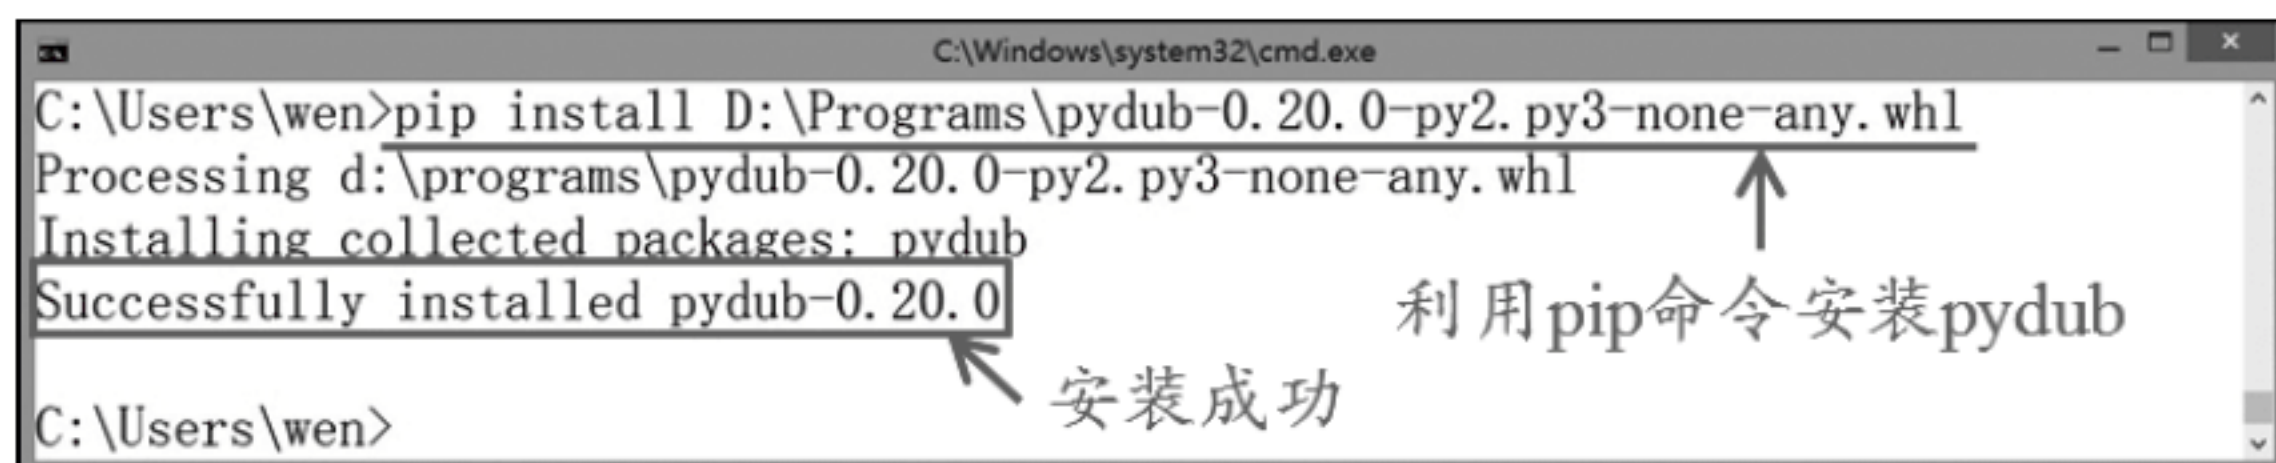 C:\Windows\system32\cmd.exe
C:\Users\wen>pip install D:\Programs\pydub-0.20.0-py2.py3-none-any.whl
Processing d:\programs\pydub-0.20.0-py2.py3-none-any.whl
Installing collected packages: pydub
Successfully installed pydub-0.20.0
利用pip命令安装pydub
安装成功
C:\Users\wen>